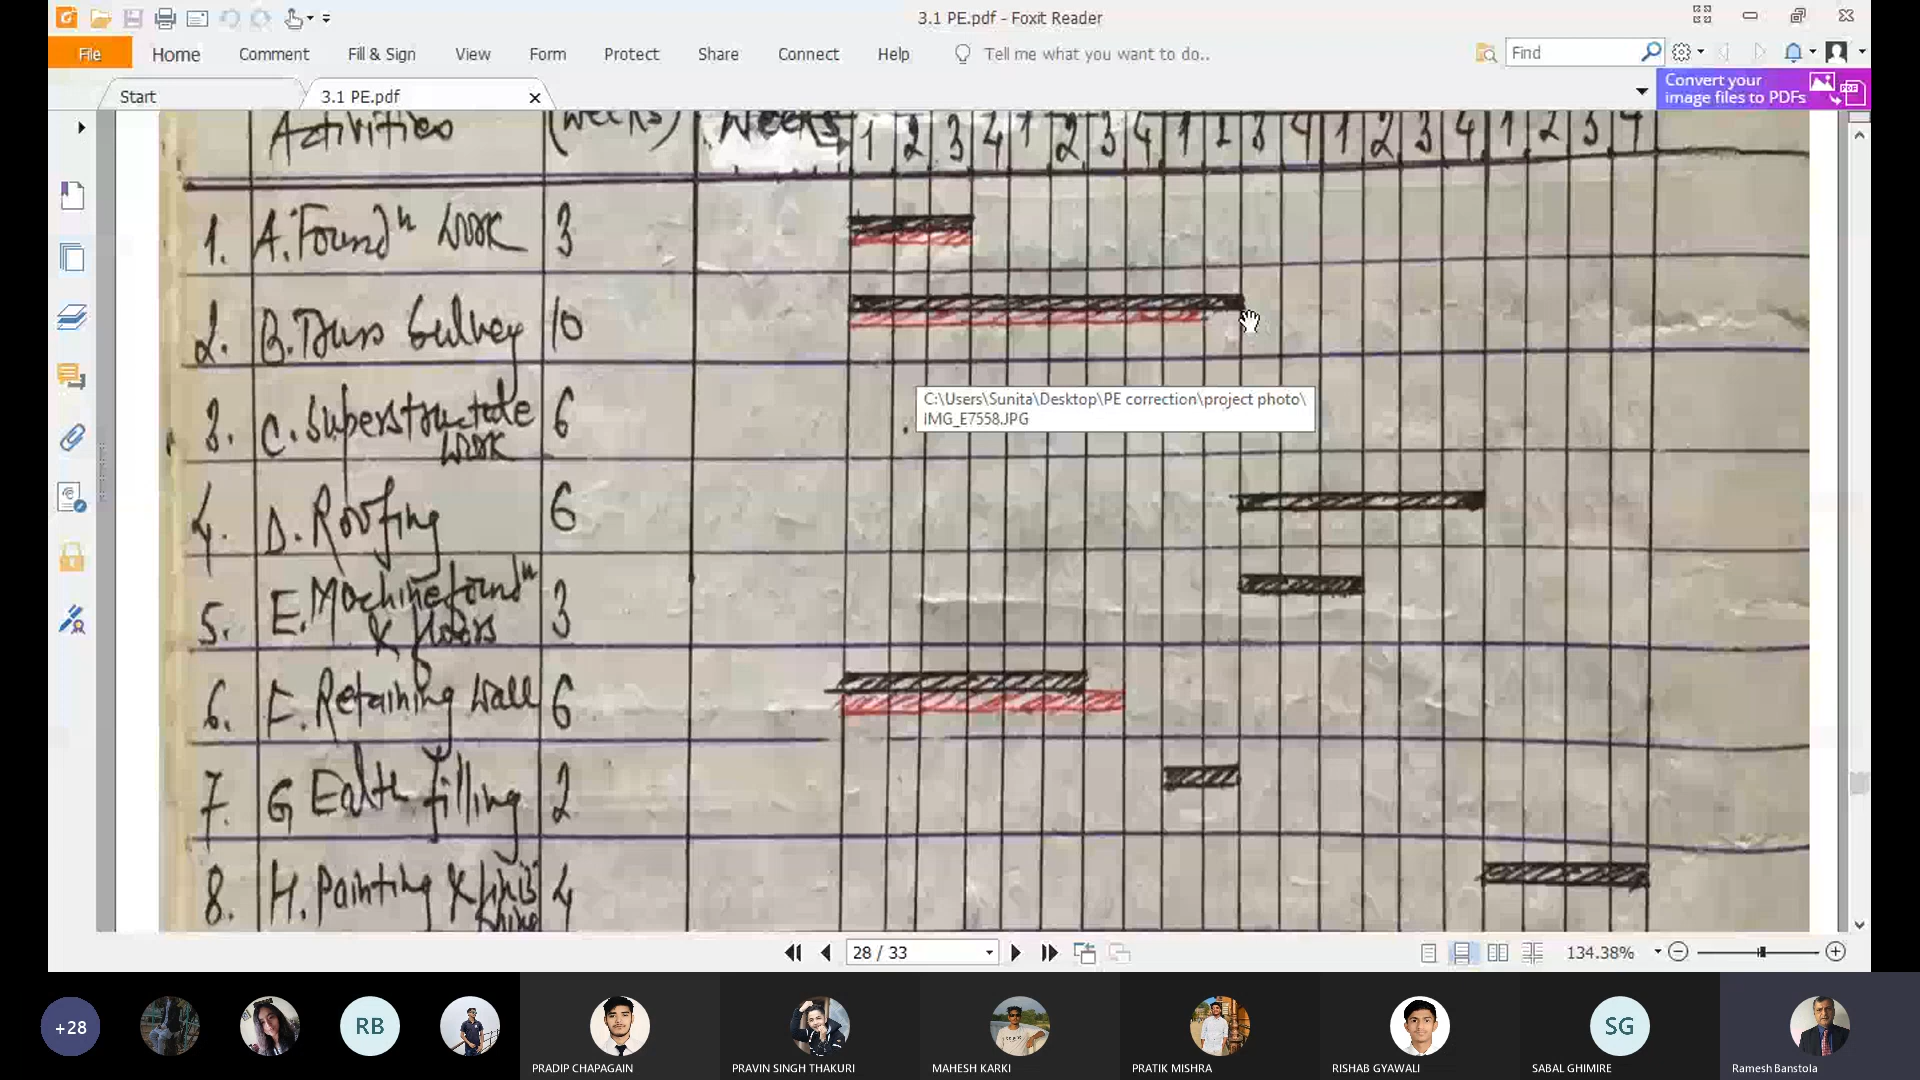 3.1 PE.pdf - Foxit Reader
File Home Comment Fill & Sign View Form Protect Share Connect Help Tell me what you want to do.. Find
Start 3.1 PE.pdf
Convert your
image files to PDFs
Activities (Weeks) Weeks 1 2 3 4 1 2 3 4 1 2 3 4 1 2 3 4 1 2 3 4
1. A. Foundn Work 3
2. B. Truss 10
C:\Users\Sunita\Desktop\PE correction\project photo\
IMG_E7558.JPG
3. C. Superstructure 6
Work
4. D. Roofing 6
5. E. Machine foundn 3
& floors
6. F. Retaining Wall 6
7. G Earth filling 2
8. H. Painting & finis 4
hing
28 / 33
134.38%
+28 RB SG
PRADIP CHAPAGAIN PRAVIN SINGH THAKURI MAHESH KARKI PRATIK MISHRA RISHAB GYAWALI SABAL GHIMIRE Ramesh Banstola